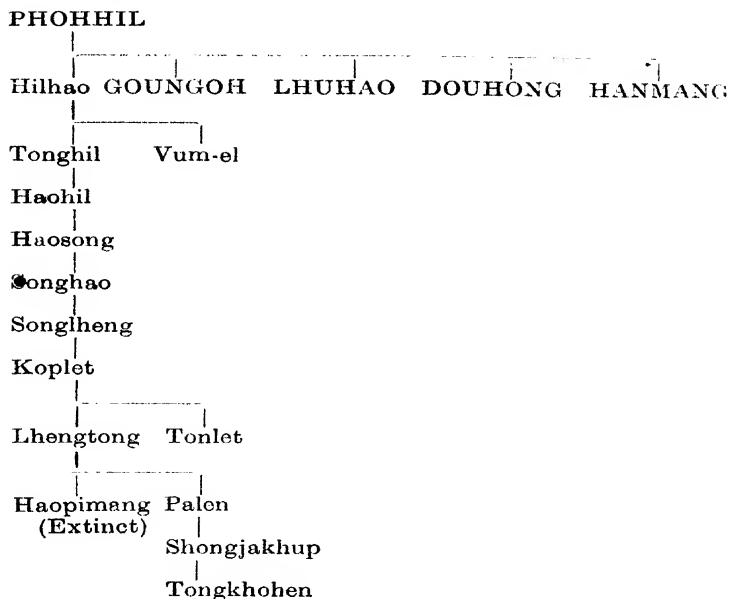 PHOHHIL
Hilhao GOUNGOH LHUHAO DOUHONG HANMANG
Tonghil Vum-el
Haohil
Haosong
Songhao
Songlheng
Koplet
Lhengtong Tonlet
Haopimang Palen
(Extinct)
Shongjakhup
Tongkhohen